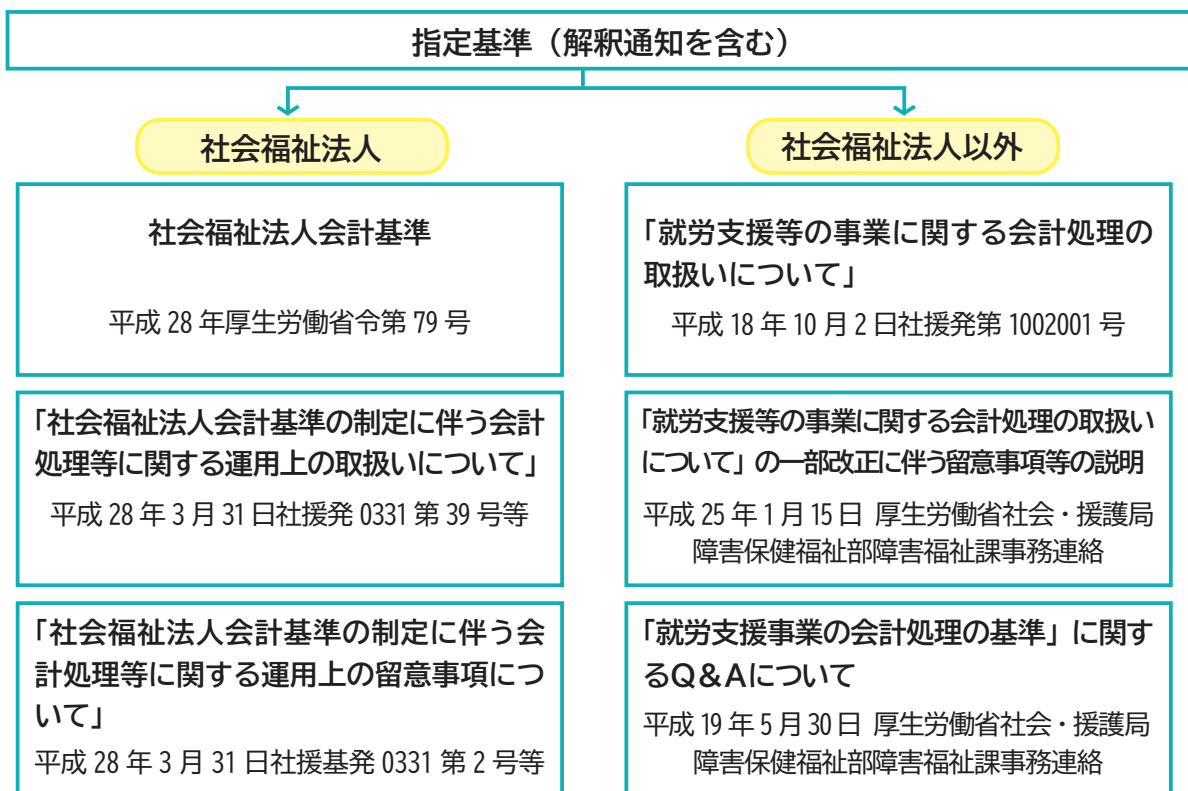 指定基準（解釈通知を含む）
社会福祉法人
社会福祉法人会計基準
平成 28 年厚生労働省令第 79 号
「社会福祉法人会計基準の制定に伴う会計
処理等に関する運用上の取扱いについて」
平成 28 年 3 月 31 日社援発 0331 第 39 号等
「社会福祉法人会計基準の制定に伴う会
計処理等に関する運用上の留意事項につ
いて」
平成 28 年 3 月 31 日社援基発 0331 第 2 号等
社会福祉法人以外
「就労支援等の事業に関する会計処理の
取扱いについて」
平成 18 年 10 月 2 日社援発第 1002001 号
「就労支援等の事業に関する会計処理の取扱い
について」の一部改正に伴う留意事項等の説明
平成 25 年 1 月 15 日 厚生労働省社会・援護局
障害保健福祉部障害福祉課事務連絡
「就労支援事業の会計処理の基準」に関す
るＱ＆Ａについて
平成 19 年 5 月 30 日 厚生労働省社会・援護局
障害保健福祉部障害福祉課事務連絡